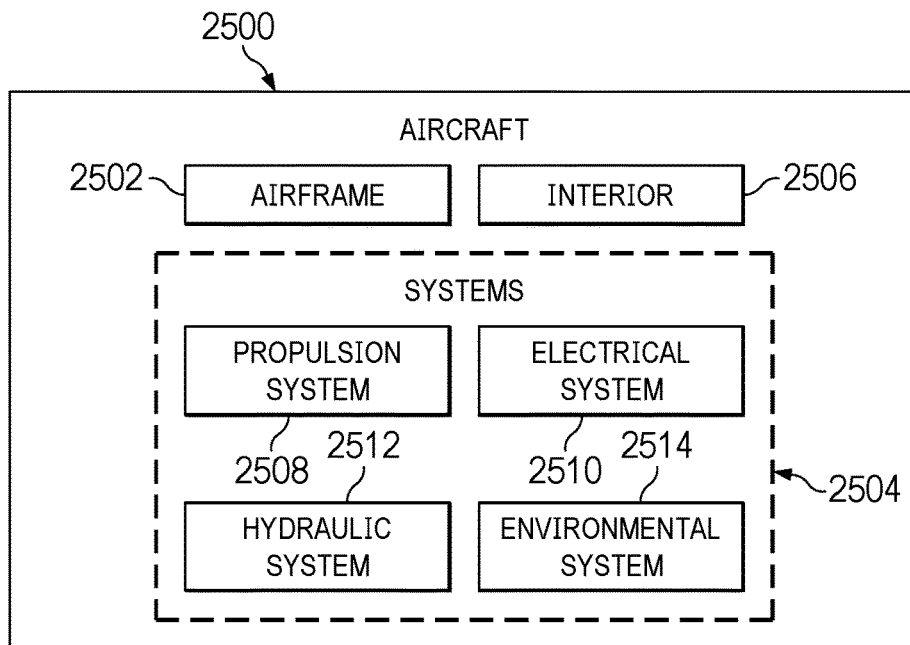 2500
AIRCRAFT
2502
AIRFRAME
INTERIOR
2506
SYSTEMS
PROPULSION
SYSTEM
ELECTRICAL
SYSTEM
2508
2512
2510
2514
2504
HYDRAULIC
SYSTEM
ENVIRONMENTAL
SYSTEM